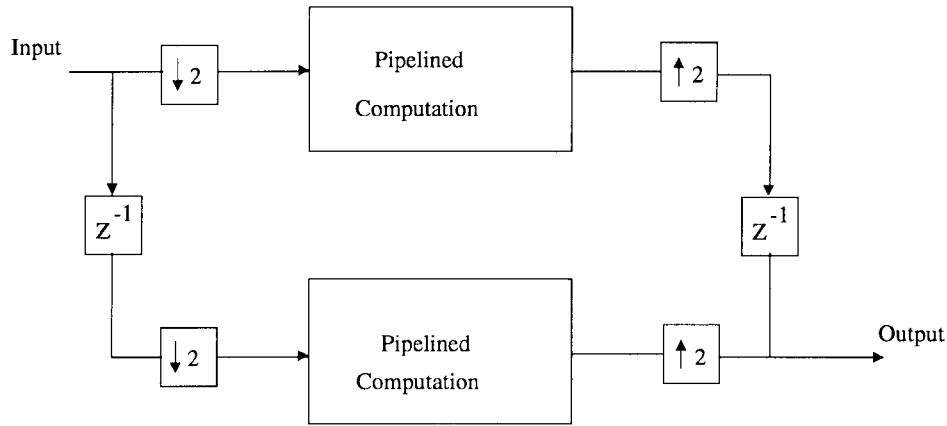 Input
↓ 2
Pipelined
Computation
↑ 2
z^-1
z^-1
↓ 2
Pipelined
Computation
↑ 2
Output